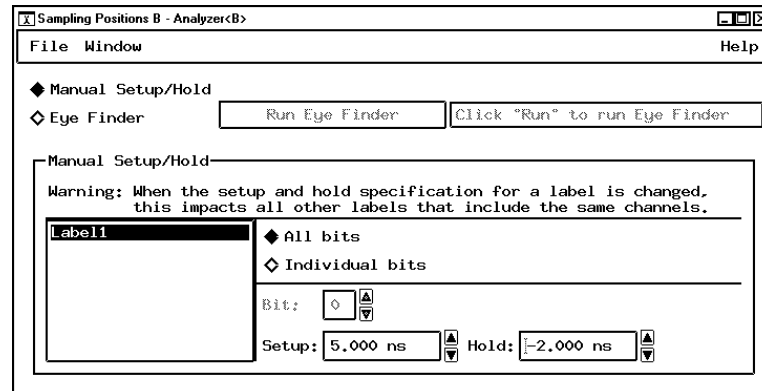 Sampling Positions B - Analyzer<B>
File Window Help
Manual Setup/Hold
Eye Finder Run Eye Finder Click "Run" to run Eye Finder
Manual Setup/Hold
Warning: When the setup and hold specification for a label is changed,
this impacts all other labels that include the same channels.
Label1
All bits
Individual bits
Bit: 0
Setup: 5.000 ns Hold: -2.000 ns